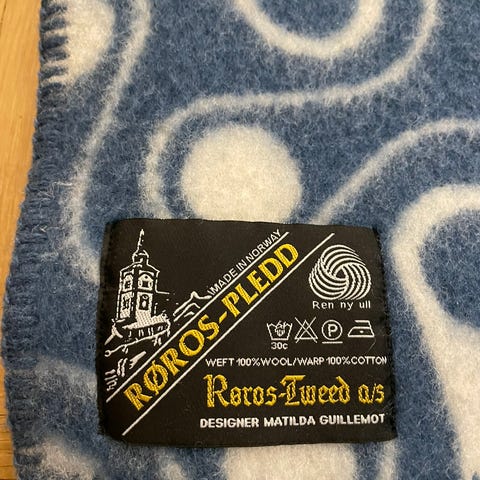 MADE IN NORWAY
RØROS-PLEDD
Ren ny ull
30c
P
WEFT 100% WOOL/WARP 100% COTTON
Røros-Tweed a/s
DESIGNER MATILDA GUILLEMOT